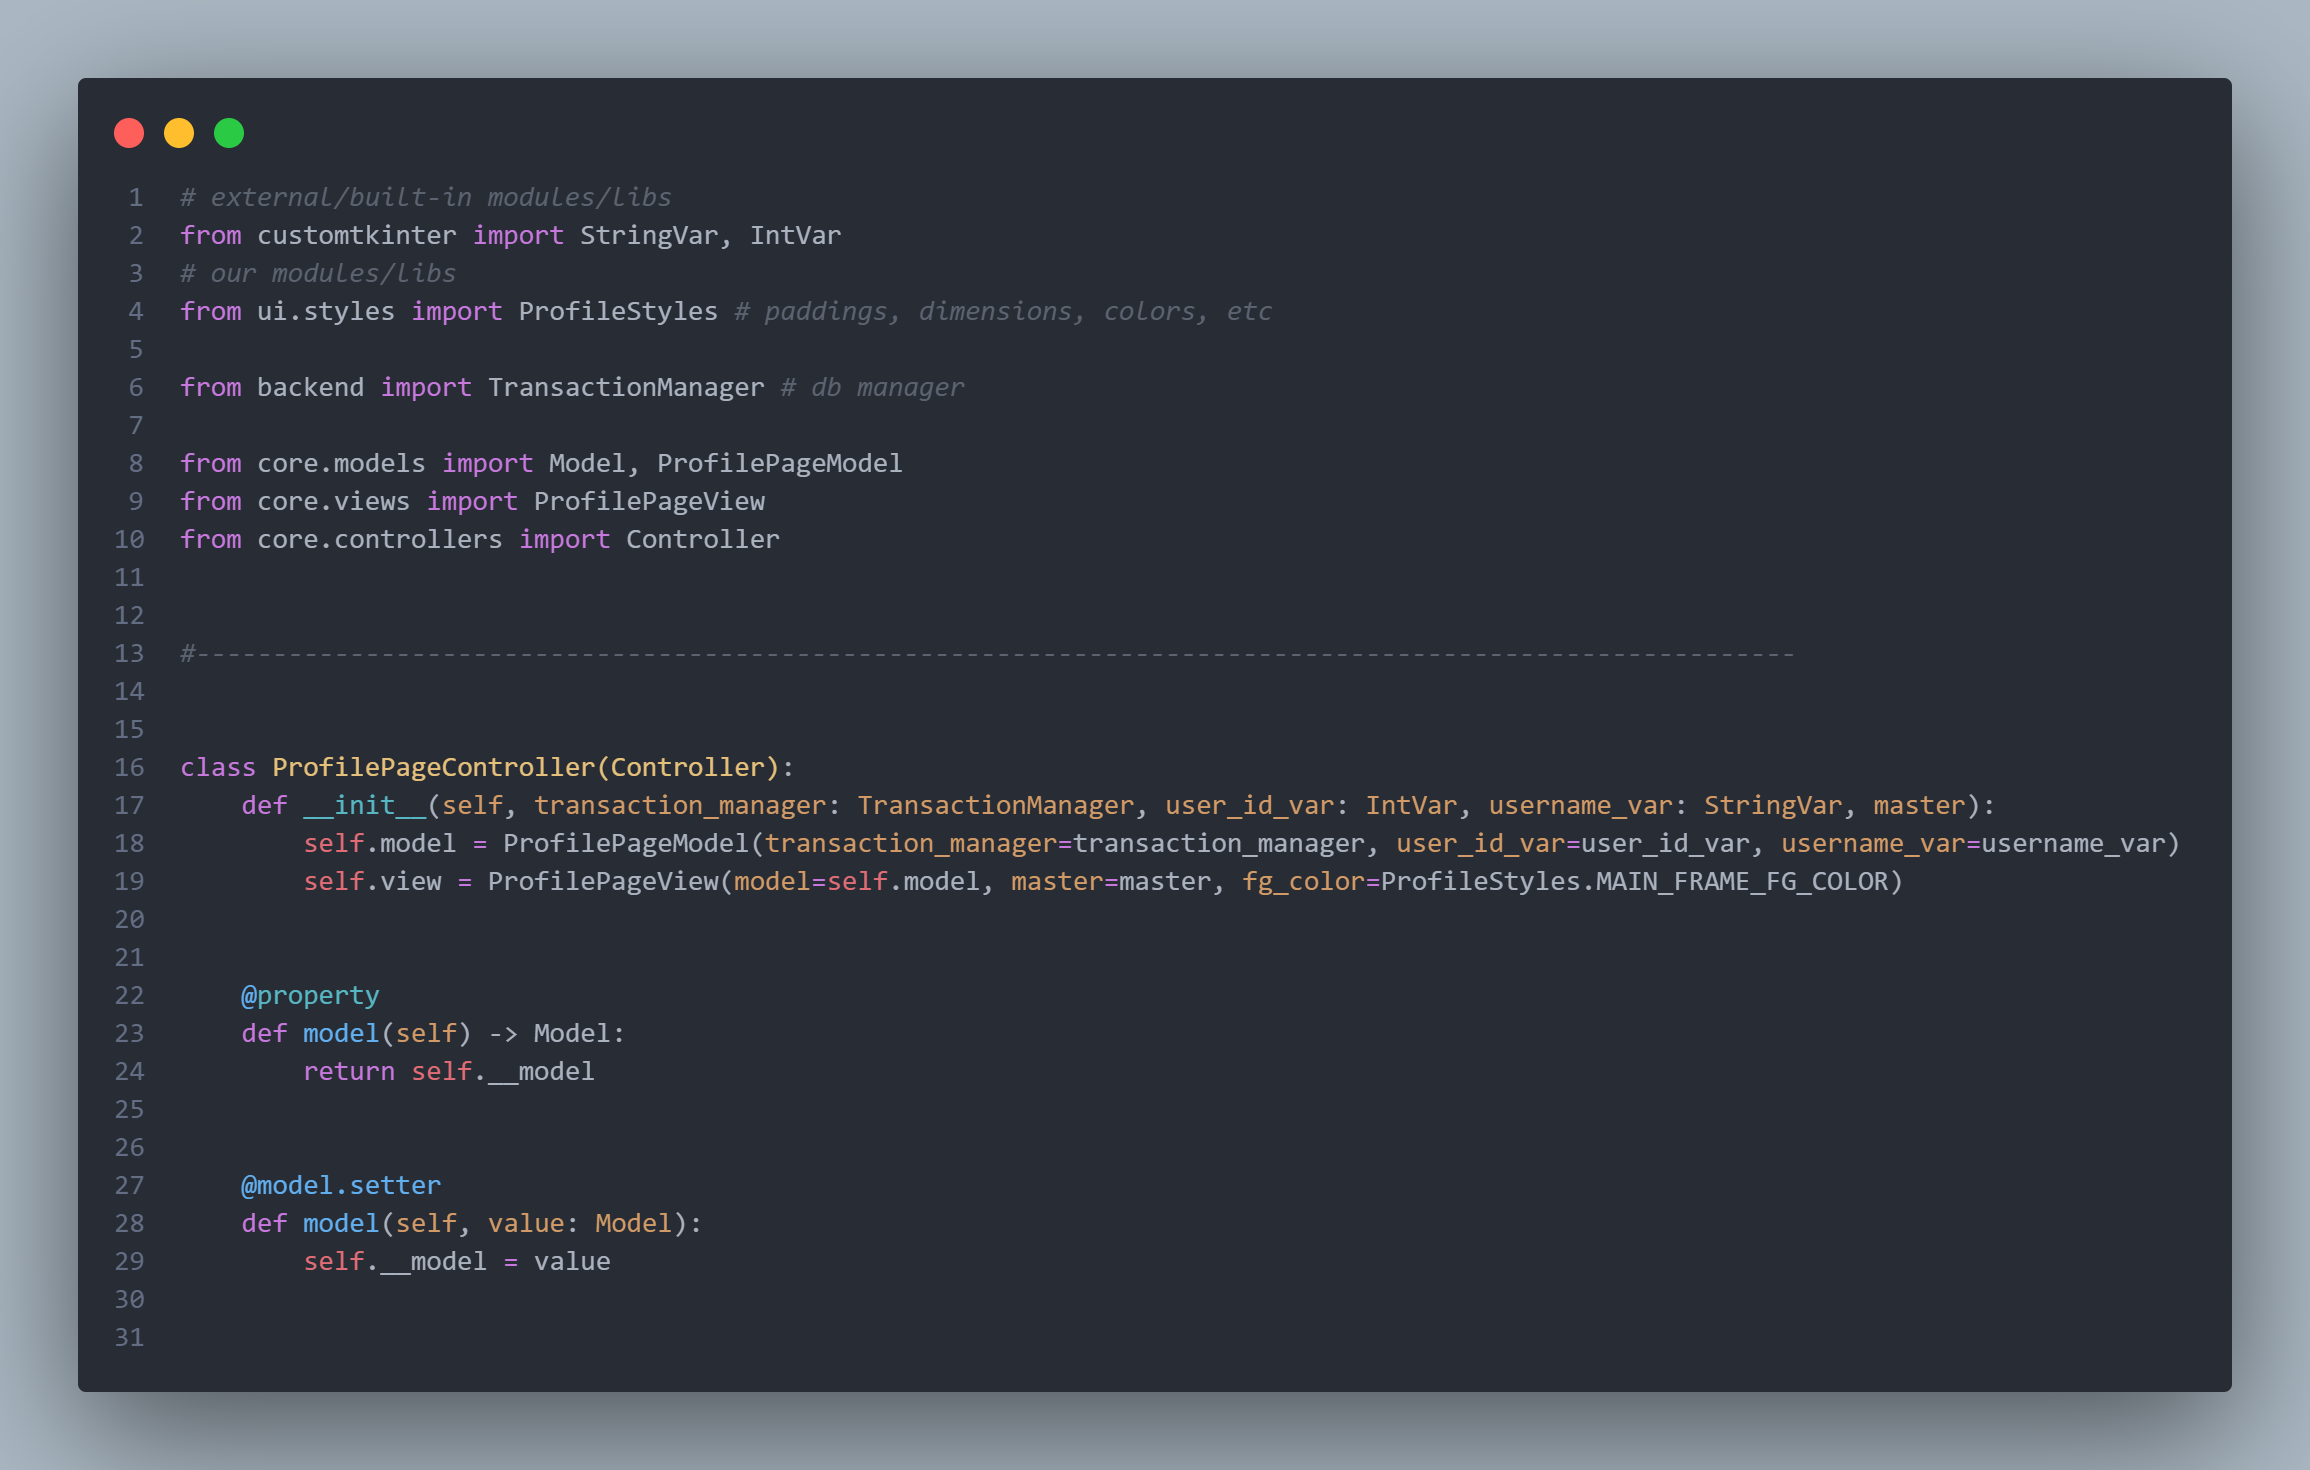 1 # external/built-in modules/libs
2 from customtkinter import StringVar, IntVar
3 # our modules/libs
4 from ui.styles import ProfileStyles # paddings, dimensions, colors, etc
5
6 from backend import TransactionManager # db manager
7
8 from core.models import Model, ProfilePageModel
9 from core.views import ProfilePageView
10 from core.controllers import Controller
11
12
13 #--------------------------------------------------------------------------------------------------------
14
15
16 class ProfilePageController(Controller):
17     def __init__(self, transaction_manager: TransactionManager, user_id_var: IntVar, username_var: StringVar, master):
18         self.model = ProfilePageModel(transaction_manager=transaction_manager, user_id_var=user_id_var, username_var=username_var)
19         self.view = ProfilePageView(model=self.model, master=master, fg_color=ProfileStyles.MAIN_FRAME_FG_COLOR)
20
21
22     @property
23     def model(self) -> Model:
24         return self.__model
25
26
27     @model.setter
28     def model(self, value: Model):
29         self.__model = value
30
31